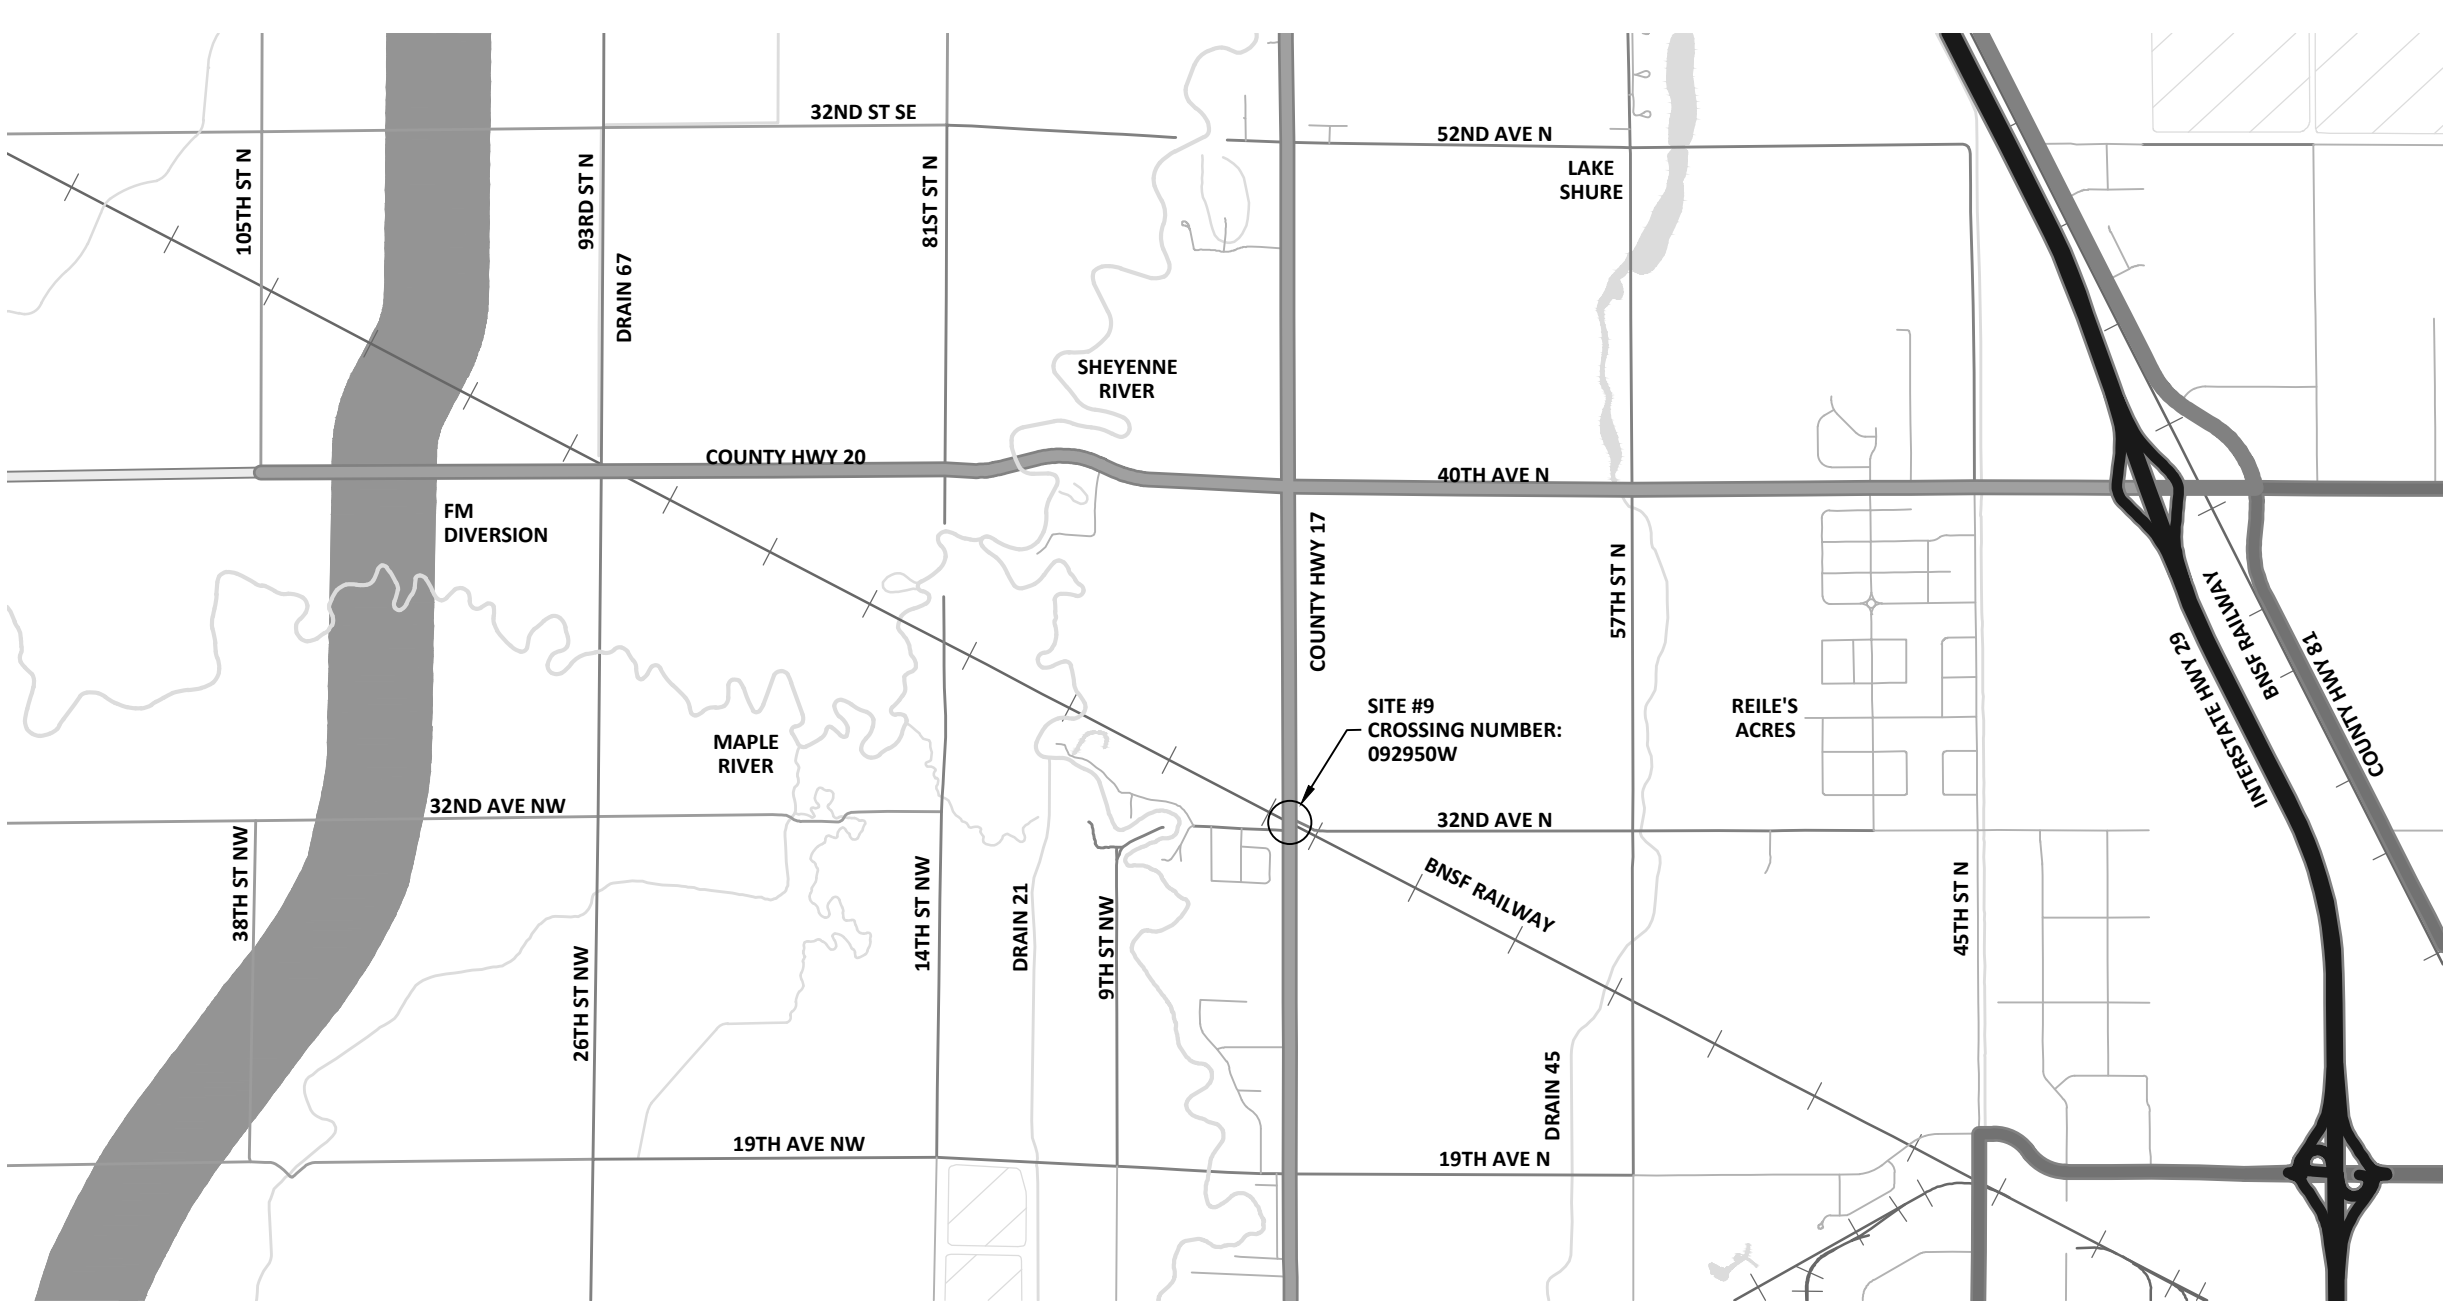 32ND ST SE
52ND AVE N
105TH ST N
93RD ST N
81ST ST N
LAKE
SHURE
DRAIN 67
SHEYENNE
RIVER
COUNTY HWY 20
40TH AVE N
FM
DIVERSION
COUNTY HWY 17
57TH ST N
BNSF RAILWAY
INTERSTATE HWY 29
COUNTY HWY 81
SITE #9
CROSSING NUMBER:
092950W
REILE'S
ACRES
MAPLE
RIVER
32ND AVE NW
32ND AVE N
38TH ST NW
14TH ST NW
DRAIN 21
9TH ST NW
BNSF RAILWAY
45TH ST N
26TH ST NW
DRAIN 45
19TH AVE NW
19TH AVE N